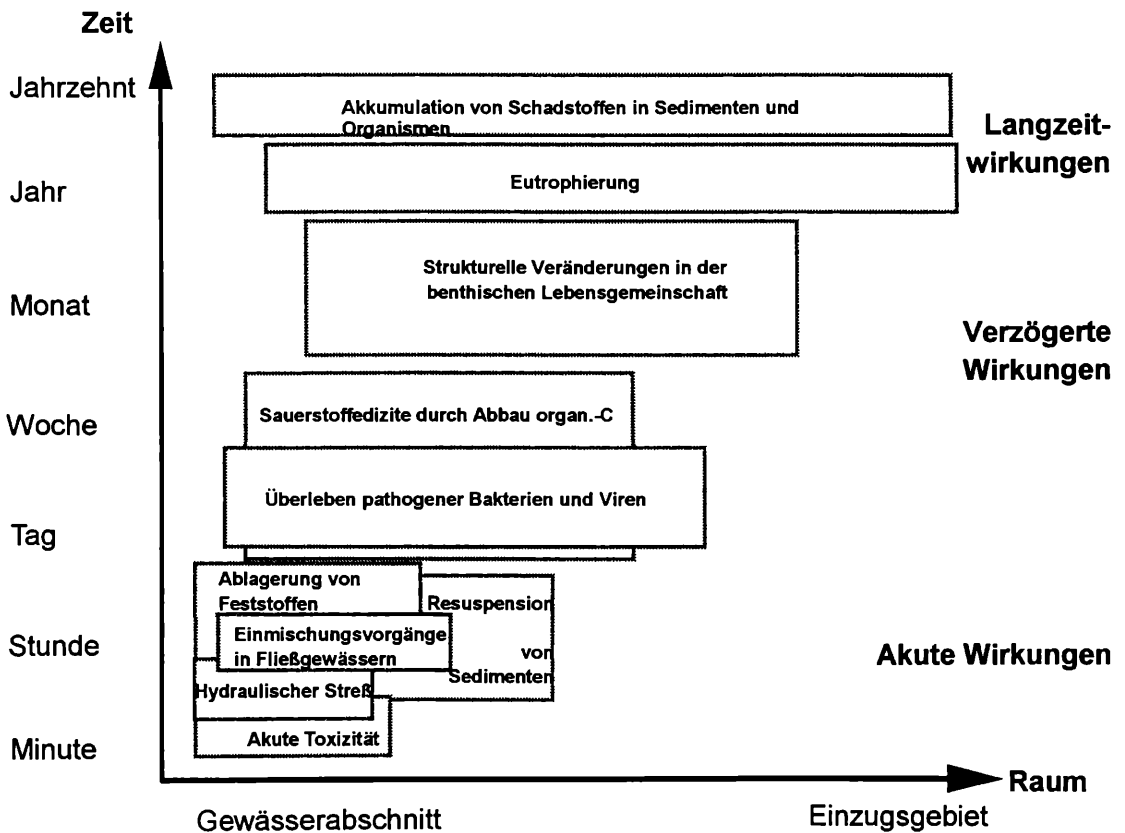 Zeit
Jahrzehnt
Akkumulation von Schadstoffen in Sedimenten und
Organismen
Langzeit-
wirkungen
Jahr
Eutrophierung
Strukturelle Veränderungen in der
benthischen Lebensgemeinschaft
Monat
Verzögerte
Wirkungen
Woche
Sauerstoffedizite durch Abbau organ.-C
Überleben pathogener Bakterien und Viren
Tag
Ablagerung von
Feststoffen
Resuspension
von
Sedimenten
Einmischungsvorgänge
in Fließgewässern
Stunde
Akute Wirkungen
Hydraulischer Streß
Akute Toxizität
Minute
Raum
Gewässerabschnitt
Einzugsgebiet